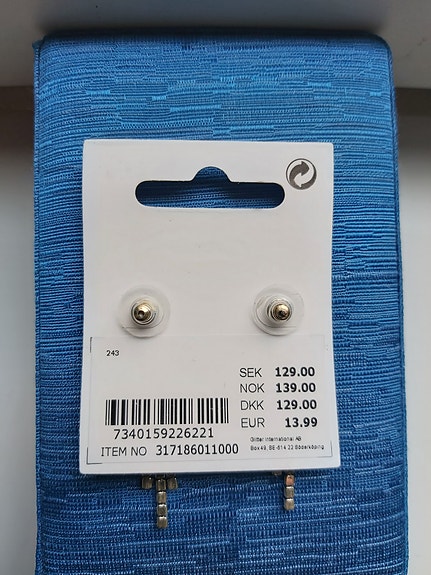 243
SEK 129.00
NOK 139.00
DKK 129.00
EUR 13.99
7340159226221
ITEM NO 317186011000
Glitter International AB
Box 49, SE-614 22 Söderköping